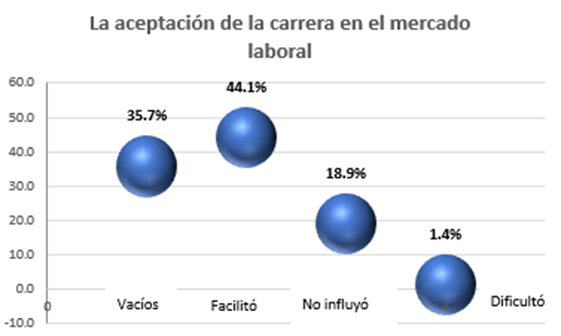 La aceptación de la carrera en el mercado
laboral
60.0
50.0
40.0
30.0
20.0
10.0
0.0
-10.0
35.7%
44.1%
18.9%
1.4%
0
Vacíos
Facilitó
No influyó
Dificultó